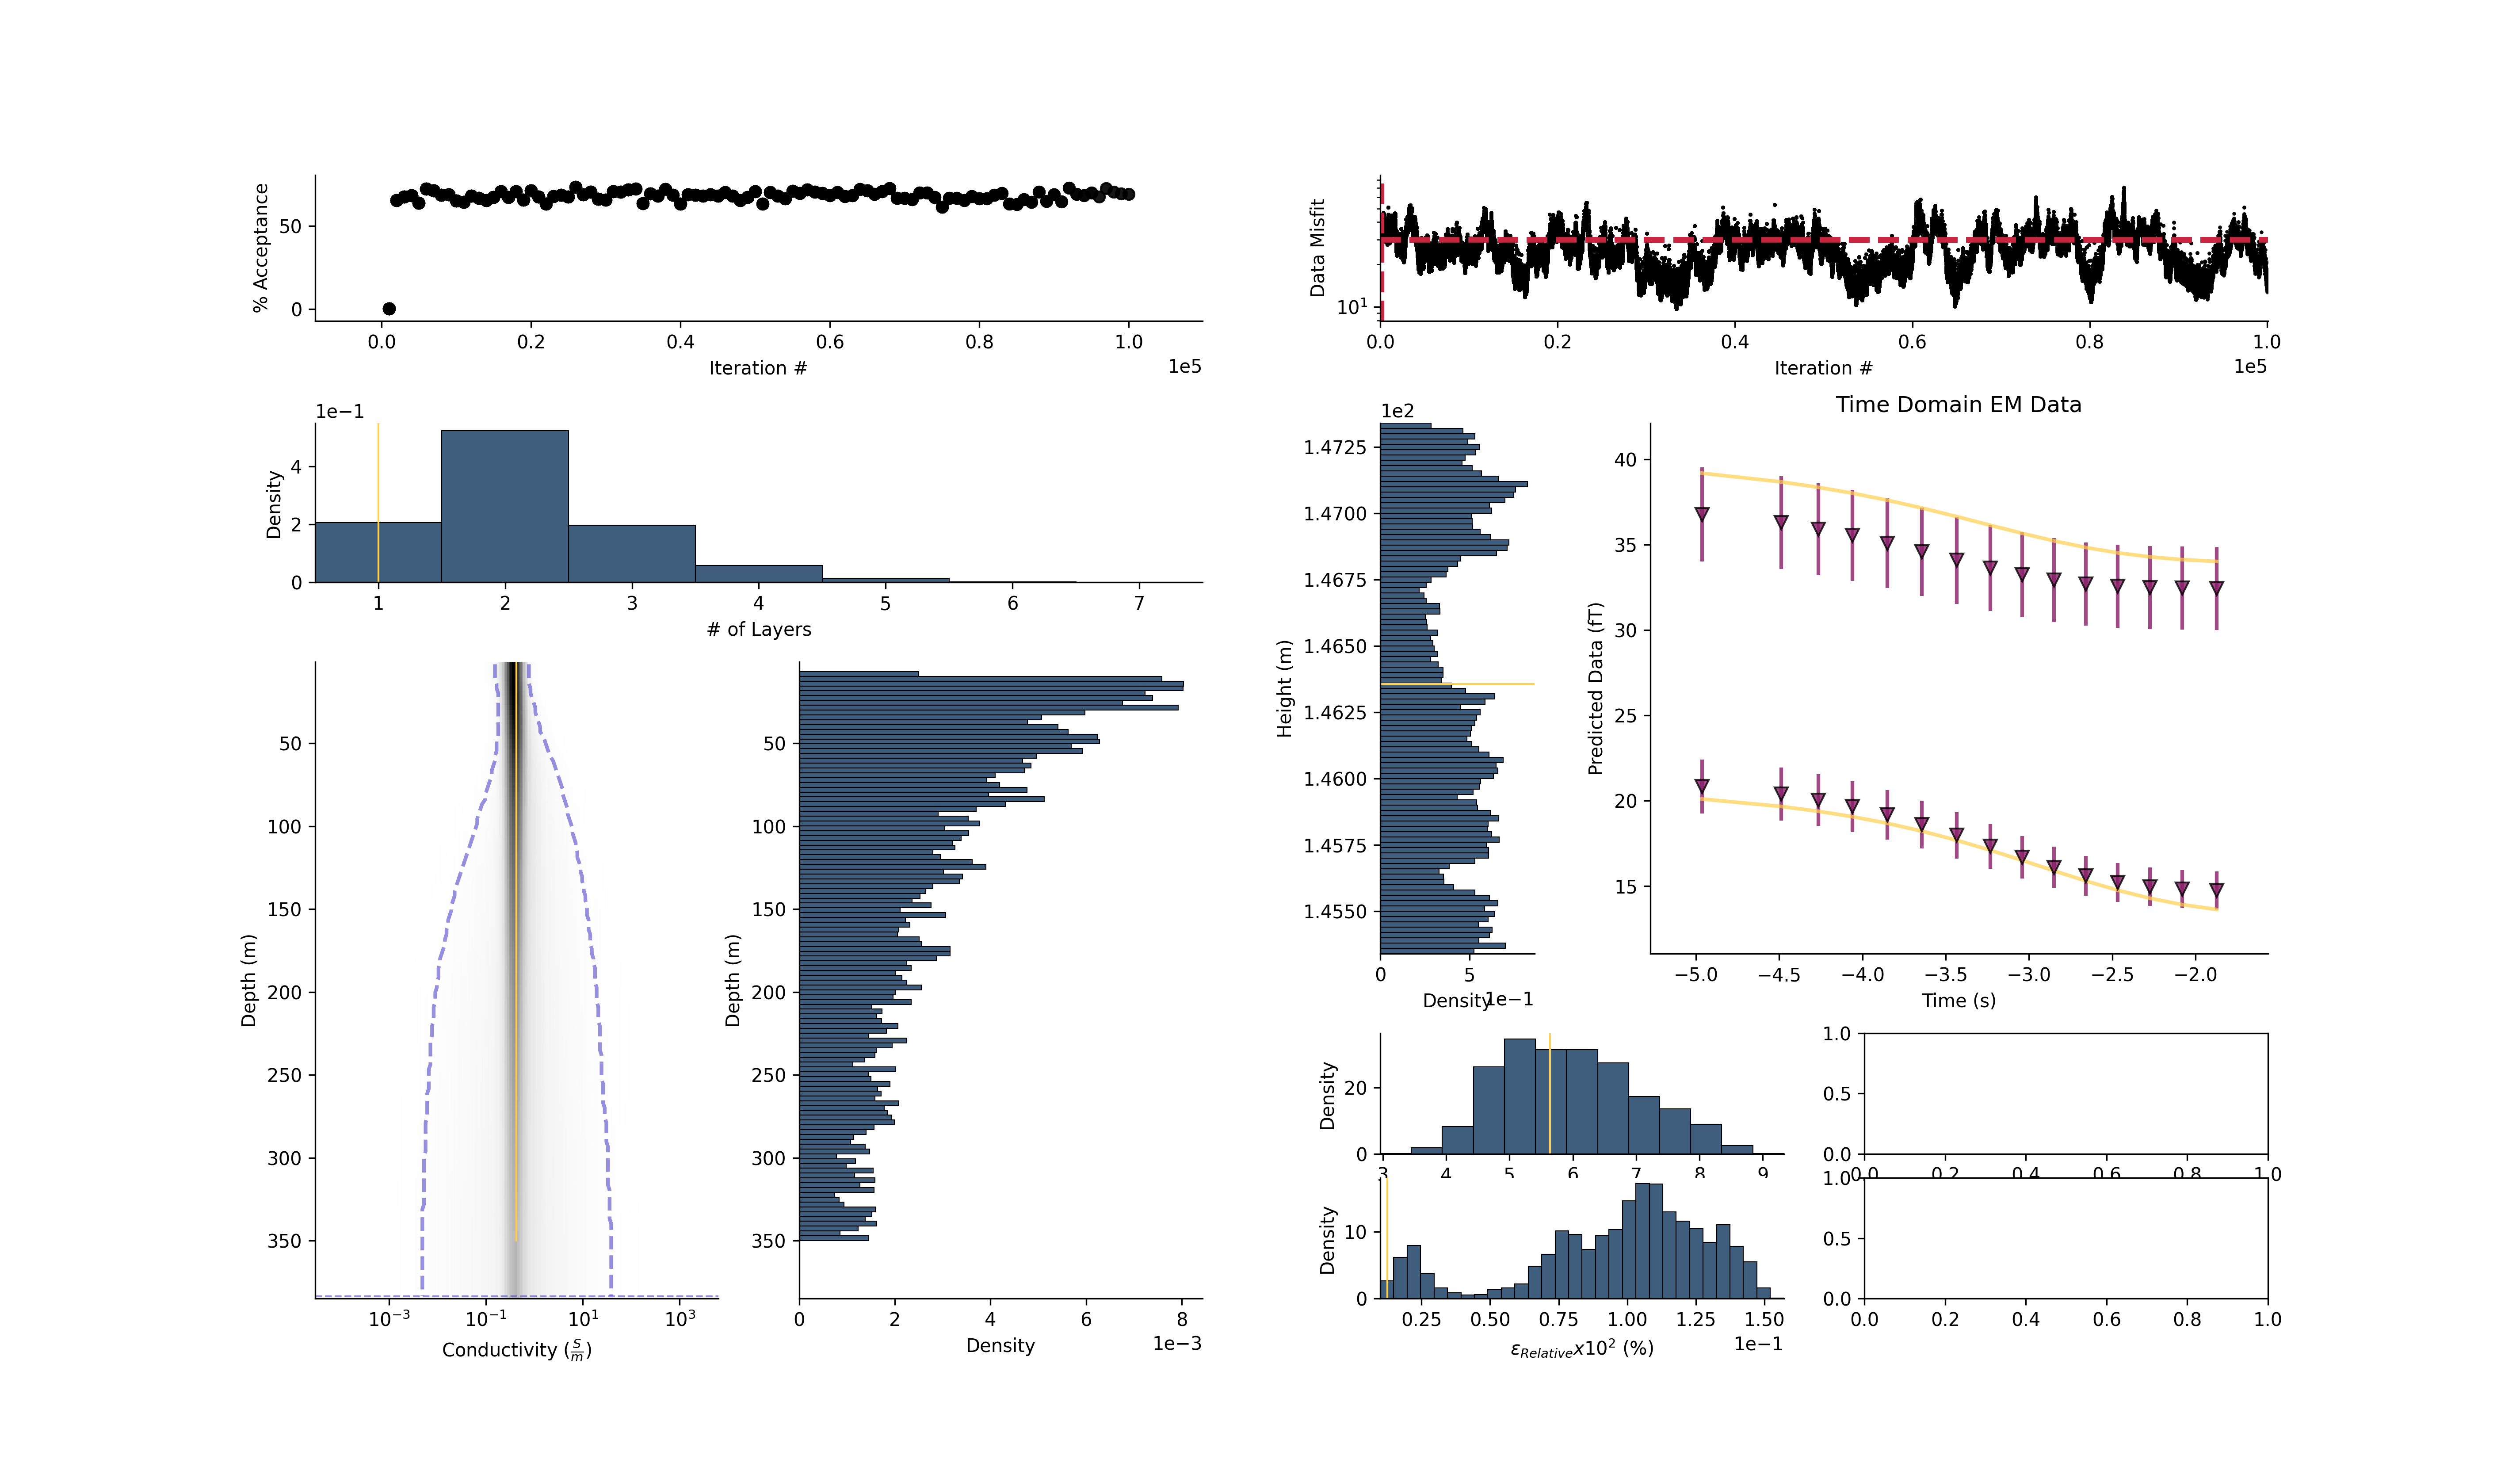 % Acceptance
50
0
0.0 0.2 0.4 0.6 0.8 1.0
Iteration #
1e5
Data Misfit
10¹
0.0 0.2 0.4 0.6 0.8 1.0
Iteration #
1e5
1e−1
Density
4
2
0
1 2 3 4 5 6 7
# of Layers
Depth (m)
50
100
150
200
250
300
350
10⁻³ 10⁻¹ 10¹ 10³
Conductivity (S/m)
Depth (m)
50
100
150
200
250
300
350
0 2 4 6 8
Density
1e−3
1e2
Height (m)
1.4725
1.4700
1.4675
1.4650
1.4625
1.4600
1.4575
1.4550
0 5
Density
1e−1
Time Domain EM Data
Predicted Data (fT)
40
35
30
25
20
15
−5.0 −4.5 −4.0 −3.5 −3.0 −2.5 −2.0
Time (s)
Density
20
0
3 4 5 6 7 8 9
1.0
0.5
0.0
0.0 0.2 0.4 0.6 0.8 1.0
Density
10
0
0.25 0.50 0.75 1.00 1.25 1.50
εRelativex10² (%)
1e−1
1.0
0.5
0.0
0.0 0.2 0.4 0.6 0.8 1.0